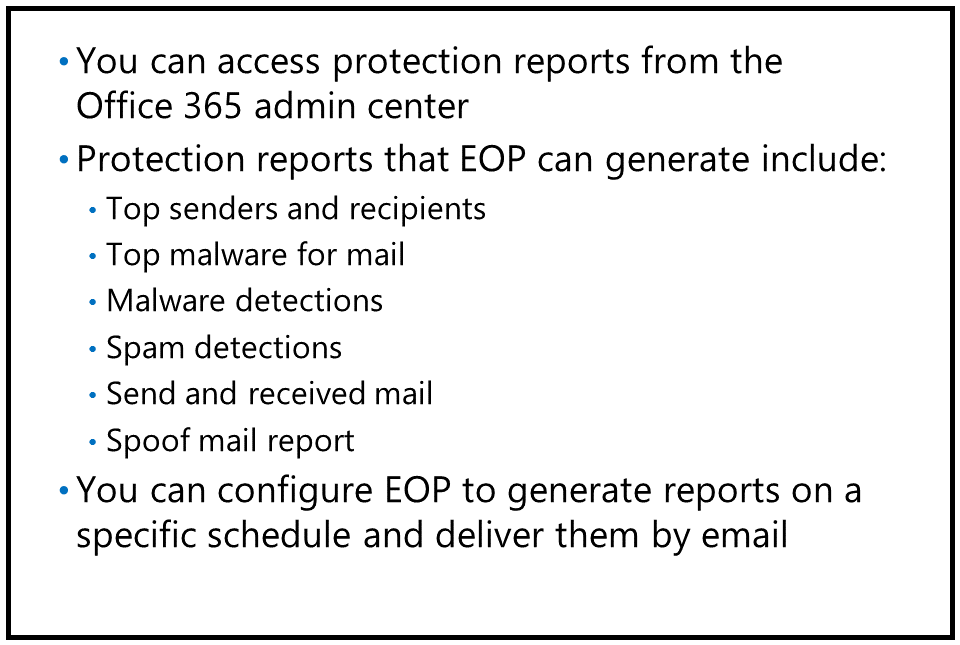 • You can access protection reports from the
Office 365 admin center
• Protection reports that EOP can generate include:
• Top senders and recipients
• Top malware for mail
• Malware detections
• Spam detections
• Send and received mail
• Spoof mail report
• You can configure EOP to generate reports on a
specific schedule and deliver them by email